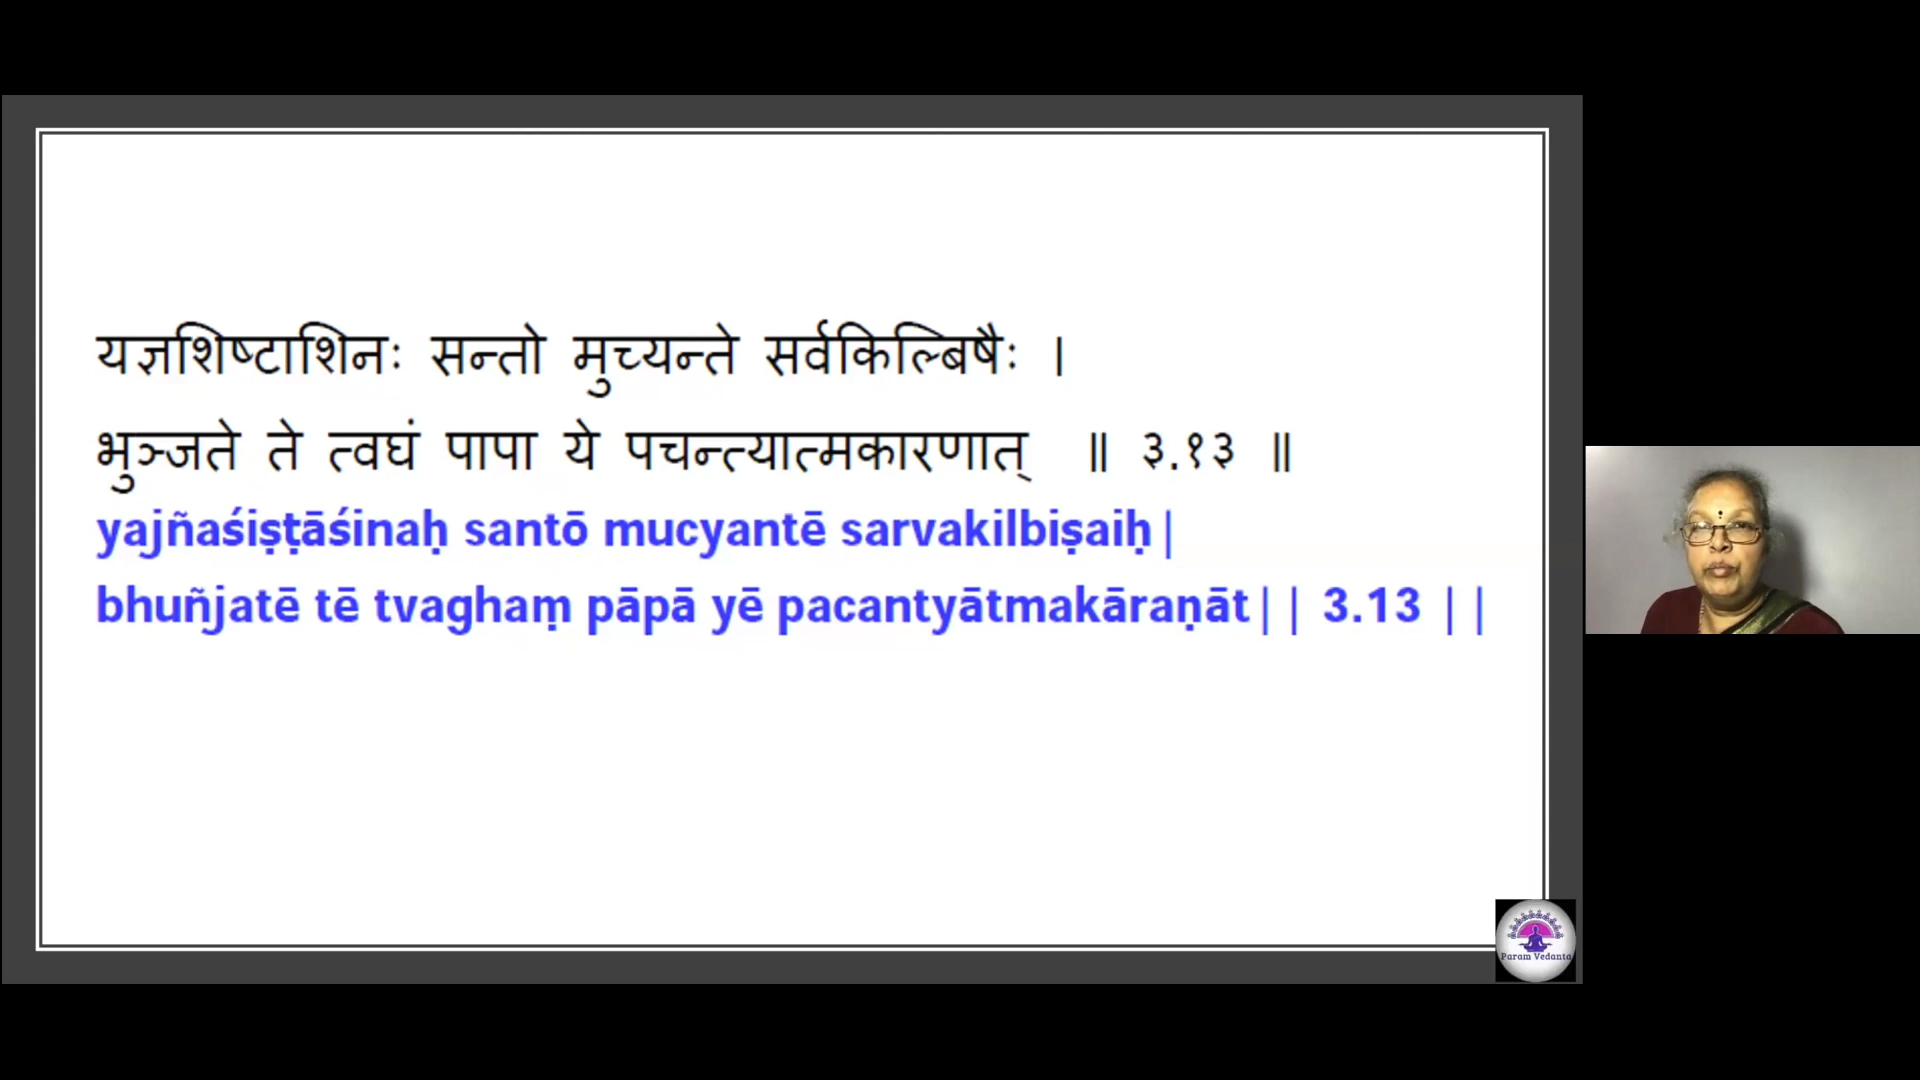 यज्ञशिष्टाशिनः सन्तो मुच्यन्ते सर्वकिल्बिषैः ।
भुञ्जते ते त्वघं पापा ये पचन्त्यात्मकारणात् ॥ ३.१३ ॥
yajñaśiṣṭāśinaḥ santō mucyantē sarvakilbiṣaiḥ|
bhuñjatē tē tvaghaṃ pāpā yē pacantyātmakāraṇāt|| 3.13 ||
Param Vedanta